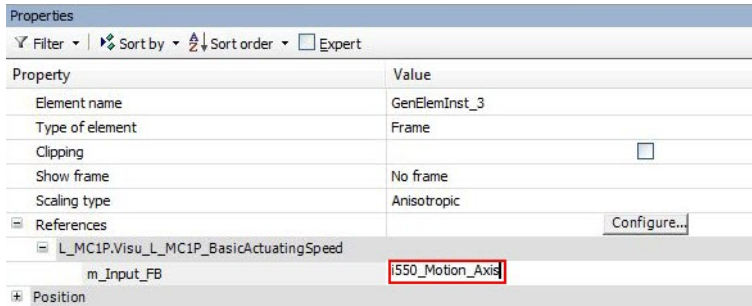 Properties
Filter Sort by Sort order Expert
Property Value
Element name GenElemInst_3
Type of element Frame
Clipping
Show frame No frame
Scaling type Anisotropic
References Configure...
L_MC1P.Visu_L_MC1P_BasicActuatingSpeed
m_Input_FB i550_Motion_Axis
Position